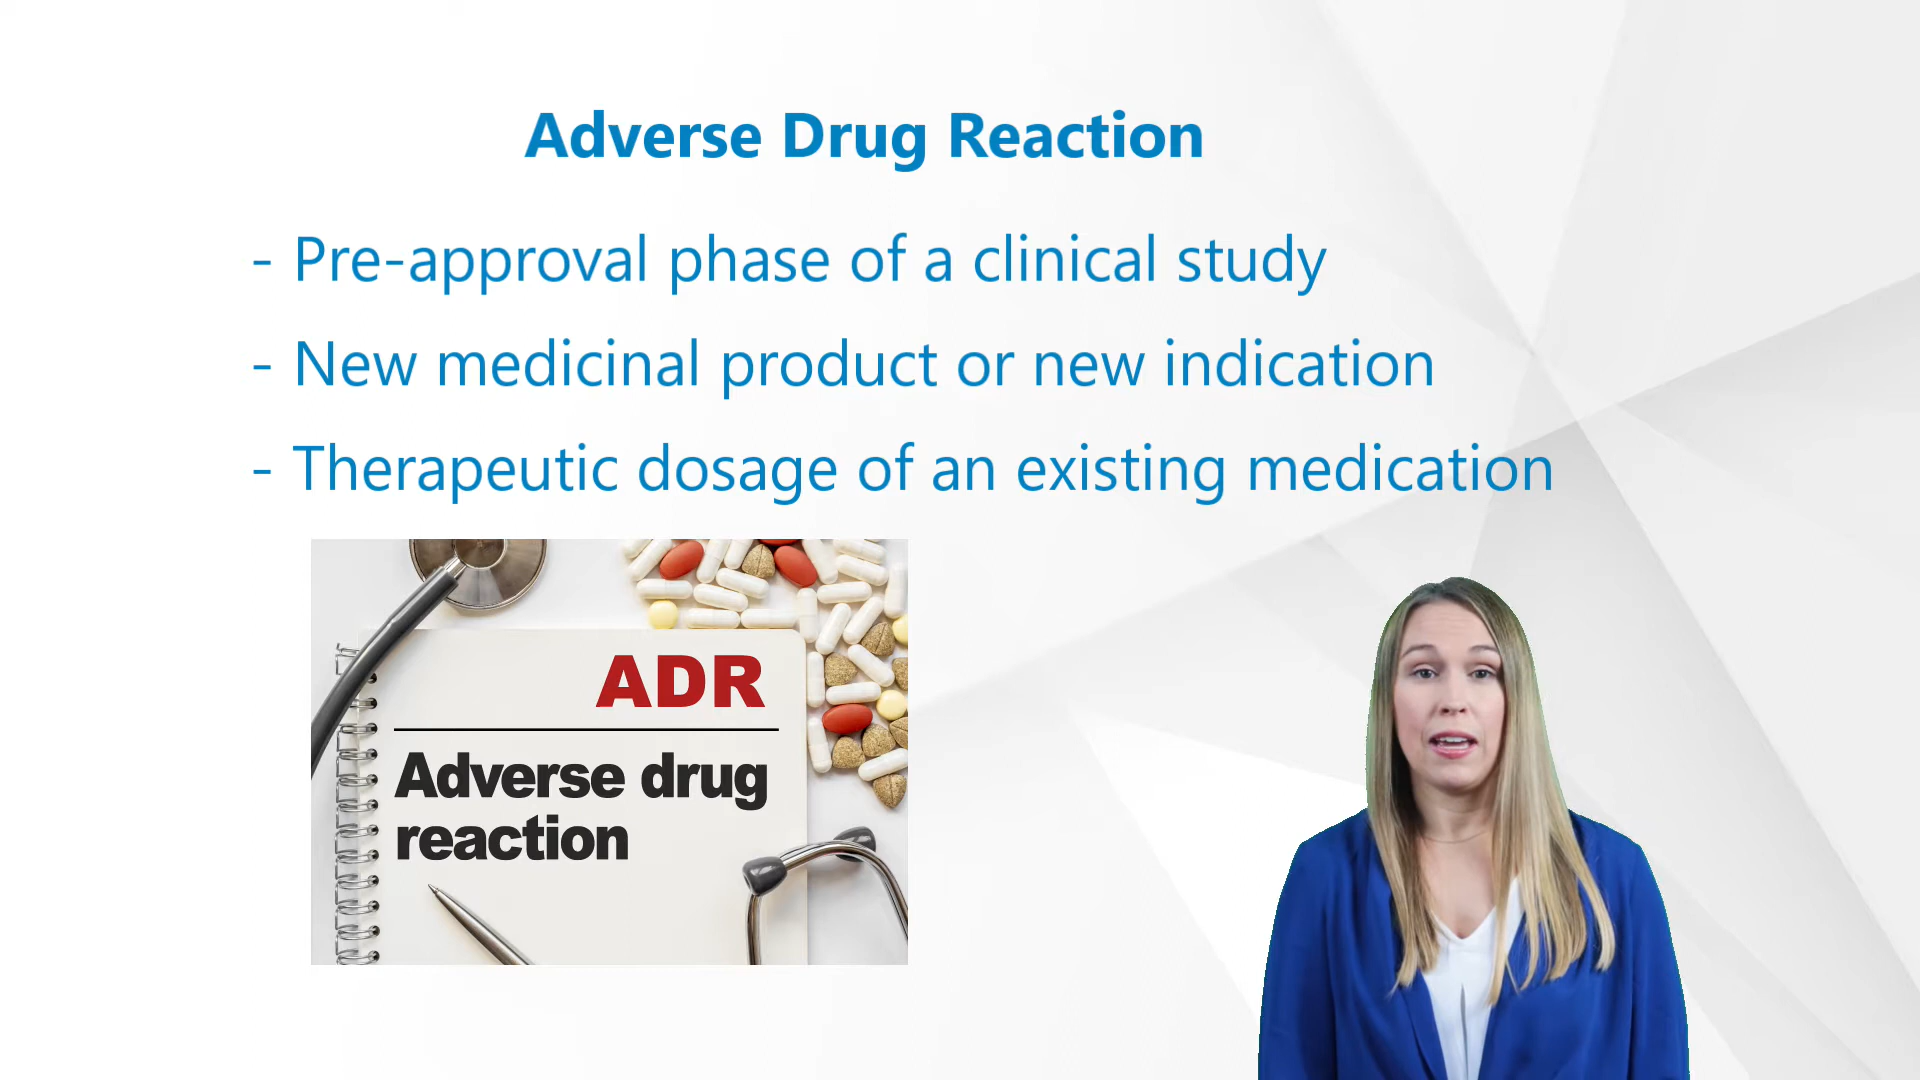 Adverse Drug Reaction
- Pre-approval phase of a clinical study
- New medicinal product or new indication
- Therapeutic dosage of an existing medication
ADR
Adverse drug
reaction